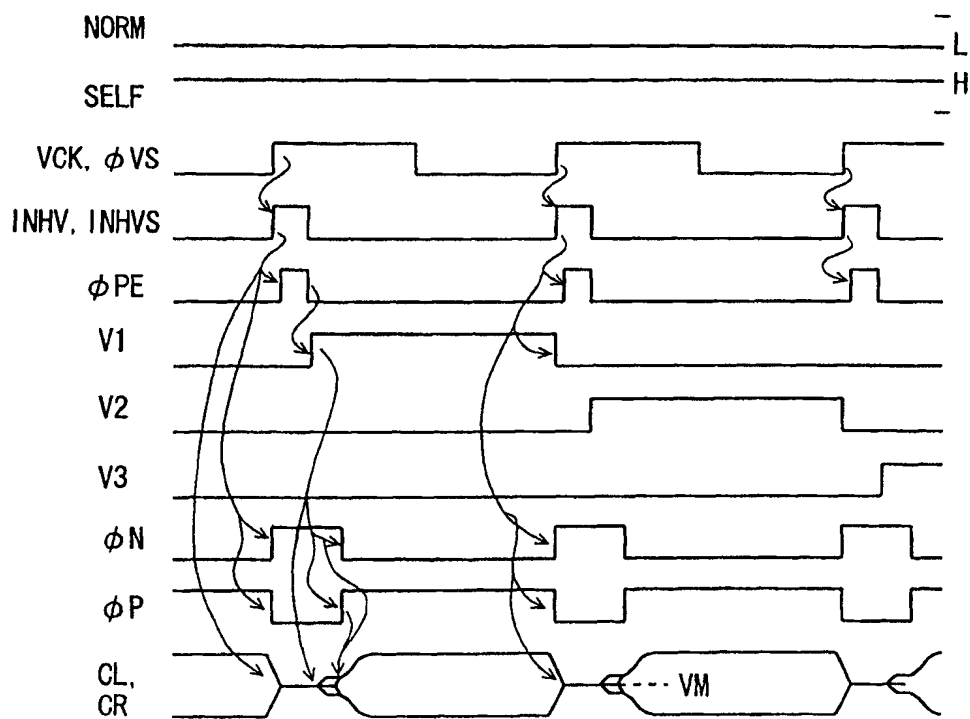 NORM
L
H
SELF
VCK, φVS
INHV, INHVS
φPE
V1
V2
V3
φN
φP
CL,
CR
VM